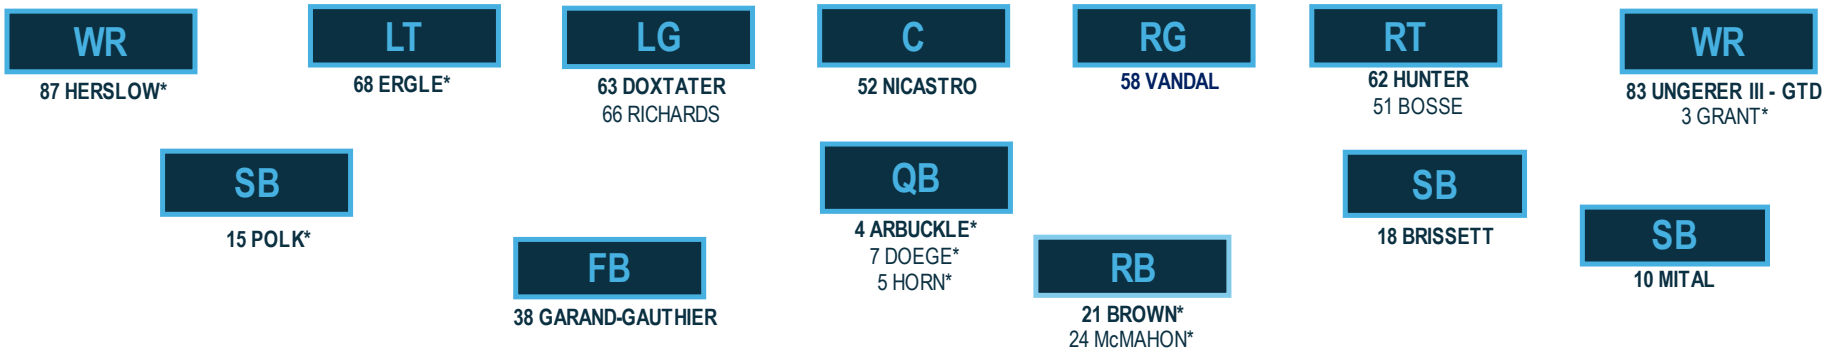 WR
87 HERSLOW*
LT
68 ERGLE*
LG
63 DOXTATER
66 RICHARDS
C
52 NICASTRO
RG
58 VANDAL
RT
62 HUNTER
51 BOSSE
WR
83 UNGERER III - GTD
3 GRANT*
SB
15 POLK*
FB
38 GARAND-GAUTHIER
QB
4 ARBUCKLE*
7 DOEGE*
5 HORN*
RB
21 BROWN*
24 McMAHON*
SB
18 BRISSETT
SB
10 MITAL